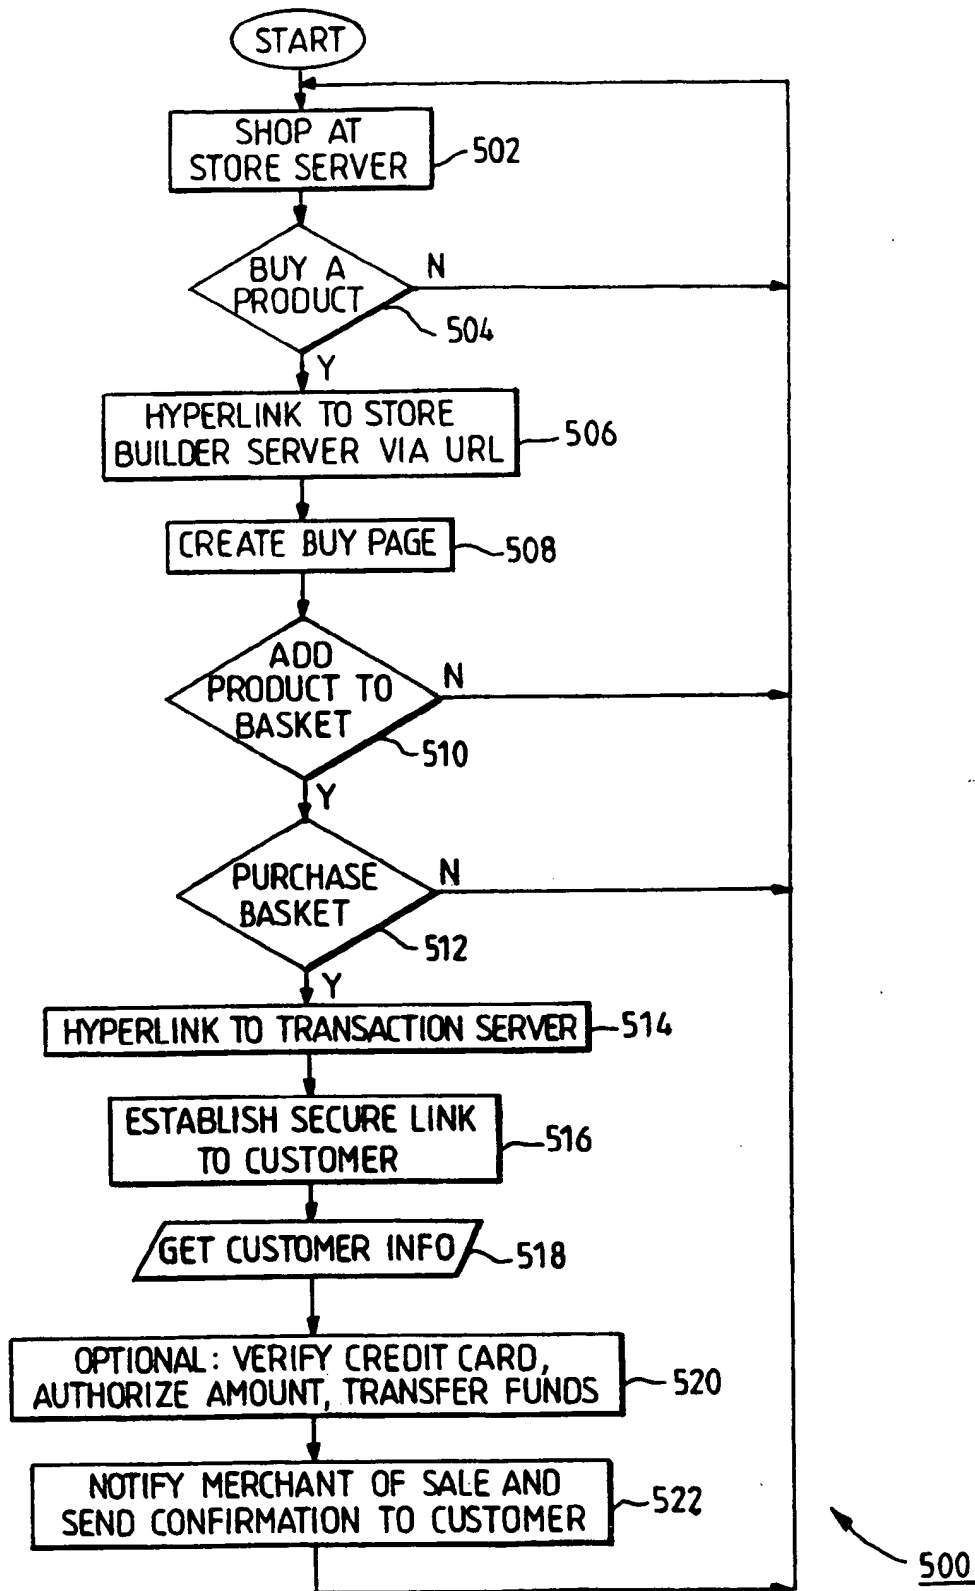 START
SHOP AT
STORE SERVER
502
BUY A
PRODUCT
N
504
Y
HYPERLINK TO STORE
BUILDER SERVER VIA URL
506
CREATE BUY PAGE
508
ADD
PRODUCT TO
BASKET
N
510
Y
PURCHASE
BASKET
N
512
Y
HYPERLINK TO TRANSACTION SERVER
514
ESTABLISH SECURE LINK
TO CUSTOMER
516
GET CUSTOMER INFO
518
OPTIONAL: VERIFY CREDIT CARD,
AUTHORIZE AMOUNT, TRANSFER FUNDS
520
NOTIFY MERCHANT OF SALE AND
SEND CONFIRMATION TO CUSTOMER
522
500